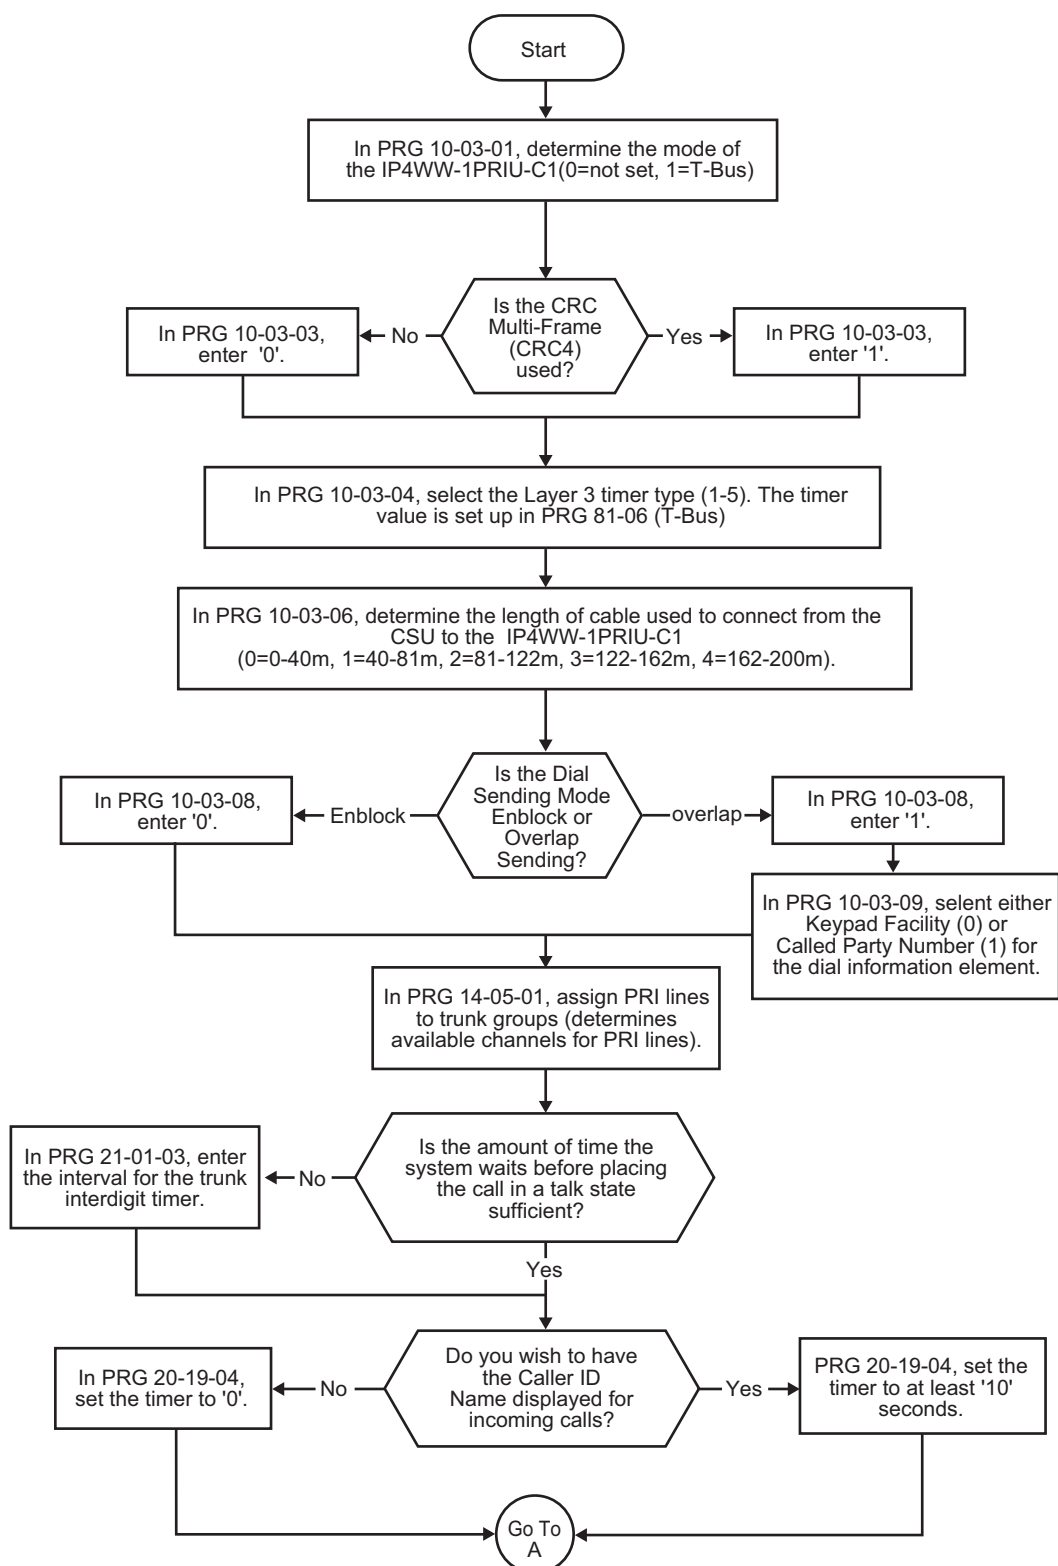 Start
In PRG 10-03-01, determine the mode of
the IP4WW-1PRIU-C1(0=not set, 1=T-Bus)
Is the CRC
Multi-Frame
(CRC4)
used?
No
Yes
In PRG 10-03-03,
enter '0'.
In PRG 10-03-03,
enter '1'.
In PRG 10-03-04, select the Layer 3 timer type (1-5). The timer
value is set up in PRG 81-06 (T-Bus)
In PRG 10-03-06, determine the length of cable used to connect from the
CSU to the IP4WW-1PRIU-C1
(0=0-40m, 1=40-81m, 2=81-122m, 3=122-162m, 4=162-200m).
Is the Dial
Sending Mode
Enblock or
Overlap
Sending?
Enblock
overlap
In PRG 10-03-08,
enter '0'.
In PRG 10-03-08,
enter '1'.
In PRG 10-03-09, selent either
Keypad Facility (0) or
Called Party Number (1) for
the dial information element.
In PRG 14-05-01, assign PRI lines
to trunk groups (determines
available channels for PRI lines).
Is the amount of time the
system waits before placing
the call in a talk state
sufficient?
No
In PRG 21-01-03, enter
the interval for the trunk
interdigit timer.
Yes
Do you wish to have
the Caller ID
Name displayed for
incoming calls?
No
Yes
In PRG 20-19-04,
set the timer to '0'.
PRG 20-19-04, set the
timer to at least '10'
seconds.
Go To
A